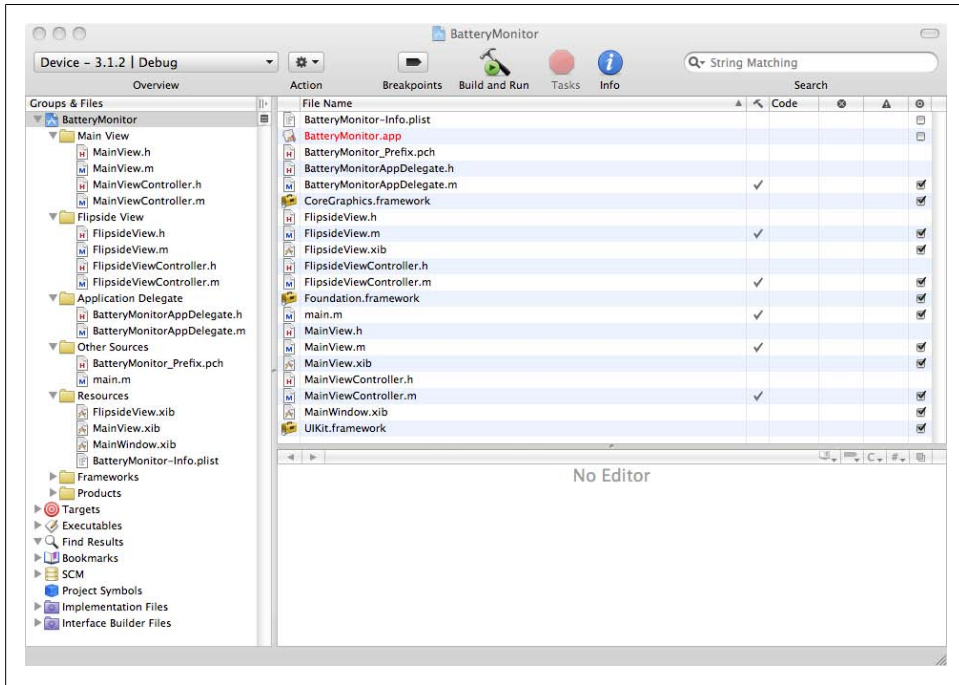 BatteryMonitor
Device - 3.1.2 | Debug
String Matching
Overview
Action
Breakpoints
Build and Run
Tasks
Info
Search
Groups & Files
BatteryMonitor
Main View
MainView.h
MainView.m
MainViewController.h
MainViewController.m
Flipside View
FlipsideView.h
FlipsideView.m
FlipsideViewController.h
FlipsideViewController.m
Application Delegate
BatteryMonitorAppDelegate.h
BatteryMonitorAppDelegate.m
Other Sources
BatteryMonitor_Prefix.pch
main.m
Resources
FlipsideView.xib
MainView.xib
MainWindow.xib
BatteryMonitor-Info.plist
Frameworks
Products
Targets
Executables
Find Results
Bookmarks
SCM
Project Symbols
Implementation Files
Interface Builder Files
File Name
Code
BatteryMonitor-Info.plist
BatteryMonitor.app
BatteryMonitor_Prefix.pch
BatteryMonitorAppDelegate.h
BatteryMonitorAppDelegate.m
CoreGraphics.framework
FlipsideView.h
FlipsideView.m
FlipsideView.xib
FlipsideViewController.h
FlipsideViewController.m
Foundation.framework
main.m
MainView.h
MainView.m
MainView.xib
MainViewController.h
MainViewController.m
MainWindow.xib
UIKit.framework
C
#
No Editor